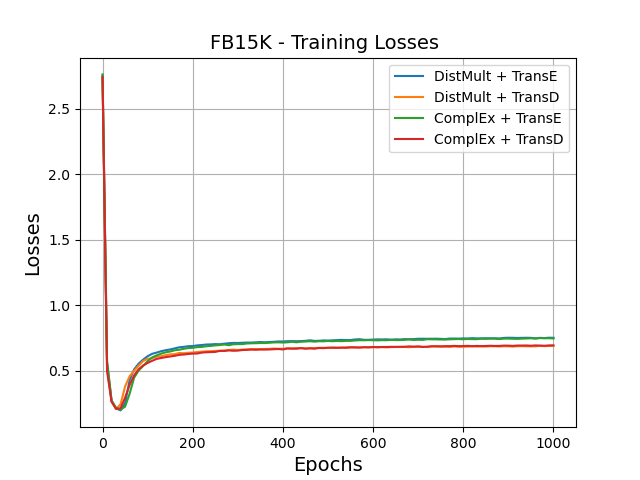 FB15K - Training Losses
DistMult + TransE
DistMult + TransD
ComplEx + TransE
ComplEx + TransD
Losses
2.5
2.0
1.5
1.0
0.5
0
200
400
600
800
1000
Epochs